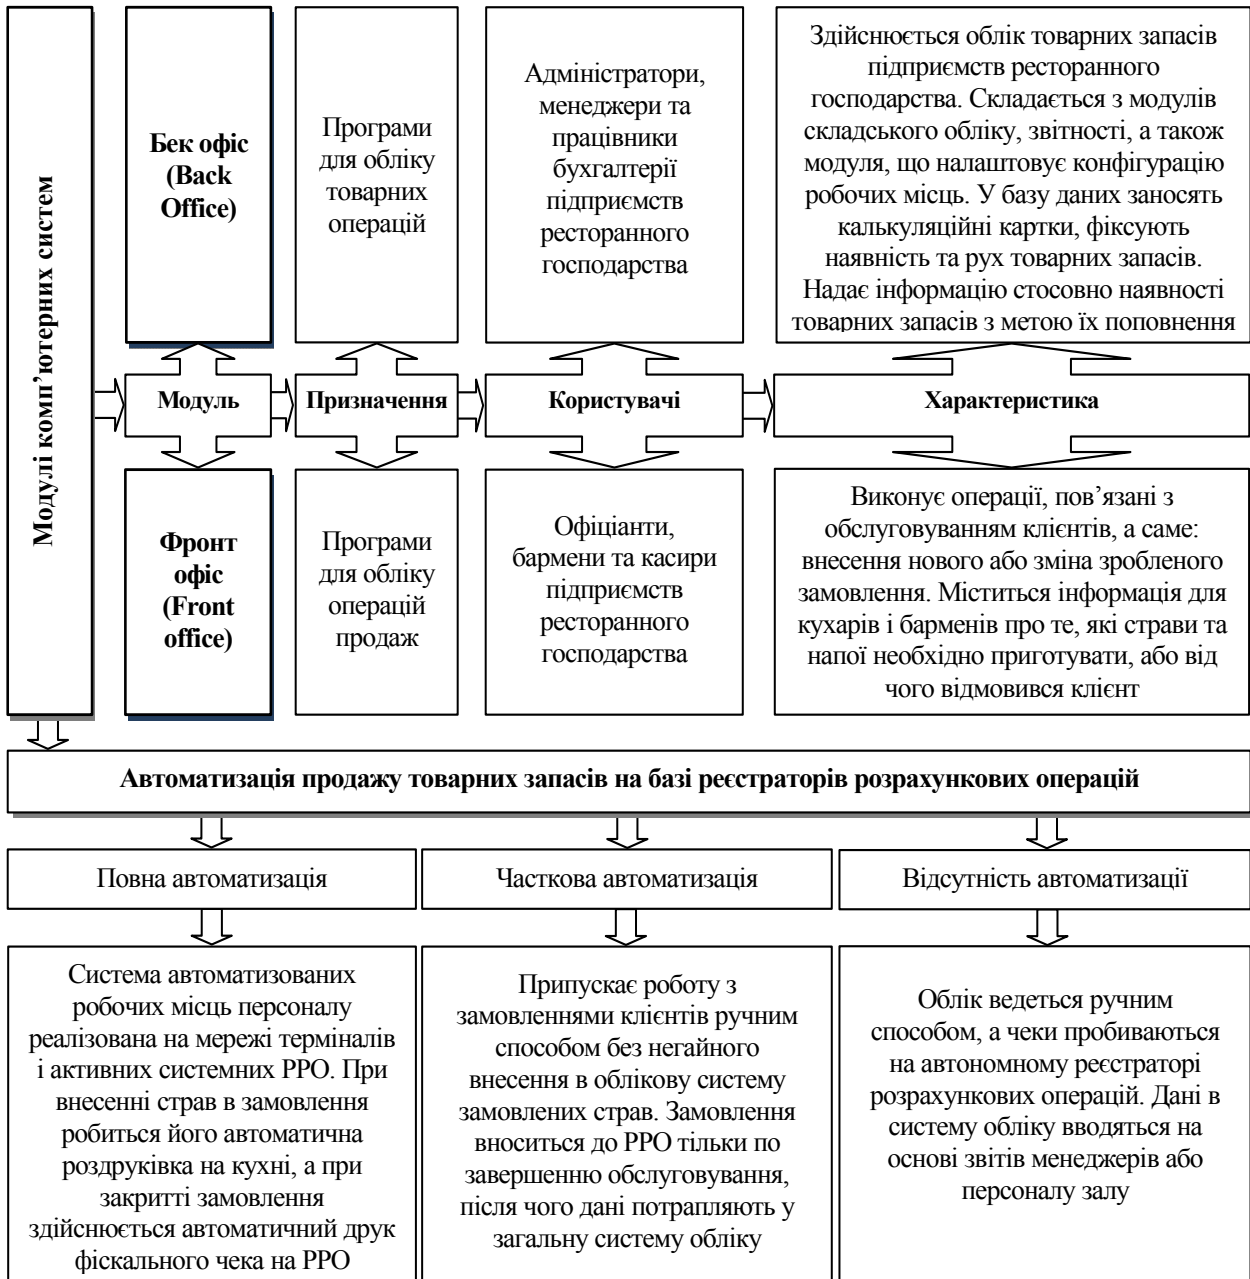 Модулі комп’ютерних систем
Бек офіс
(Back
Office)
Програми
для обліку
товарних
операцій
Адміністратори,
менеджери та
працівники
бухгалтерії
підприємств
ресторанного
господарства
Здійснюється облік товарних запасів
підприємств ресторанного
господарства. Складається з модулів
складського обліку, звітності, а також
модуля, що налаштовує конфігурацію
робочих місць. У базу даних заносять
калькуляційні картки, фіксують
наявність та рух товарних запасів.
Надає інформацію стосовно наявності
товарних запасів з метою їх поповнення
Модуль
Призначення
Користувачі
Характеристика
Фронт
офіс
(Front
office)
Програми
для обліку
операцій
продаж
Офіціанти,
бармени та касири
підприємств
ресторанного
господарства
Виконує операції, пов’язані з
обслуговуванням клієнтів, а саме:
внесення нового або зміна зробленого
замовлення. Міститься інформація для
кухарів і барменів про те, які страви та
напої необхідно приготувати, або від
чого відмовився клієнт
Автоматизація продажу товарних запасів на базі реєстраторів розрахункових операцій
Повна автоматизація
Часткова автоматизація
Відсутність автоматизації
Система автоматизованих
робочих місць персоналу
реалізована на мережі терміналів
і активних системних РРО. При
внесенні страв в замовлення
робиться його автоматична
роздруківка на кухні, а при
закритті замовлення
здійснюється автоматичний друк
фіскального чека на РРО
Припускає роботу з
замовленнями клієнтів ручним
способом без негайного
внесення в облікову систему
замовлених страв. Замовлення
вноситься до РРО тільки по
завершенню обслуговування,
після чого дані потрапляють у
загальну систему обліку
Облік ведеться ручним
способом, а чеки пробиваються
на автономному реєстраторі
розрахункових операцій. Дані в
систему обліку вводяться на
основі звітів менеджерів або
персоналу залу